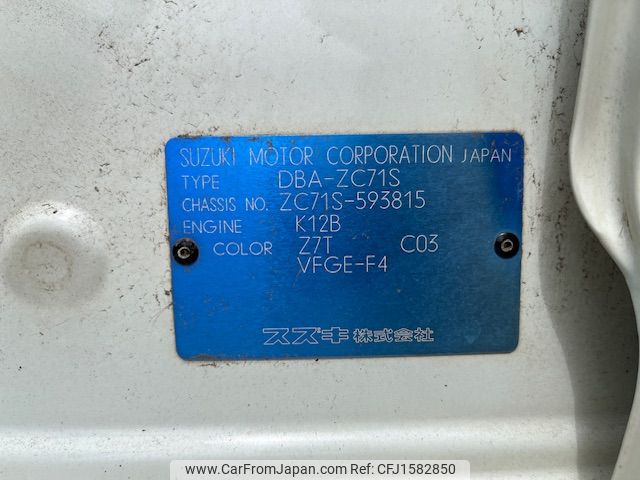 SUZUKI MOTOR CORPORATION JAPAN
TYPE DBA-ZC71S
CHASSIS NO. ZC71S-593815
ENGINE K12B
COLOR Z7T C03
VFGE-F4
スズキ株式会社
www.CarFromJapan.com | Ref No. CFJ1582850